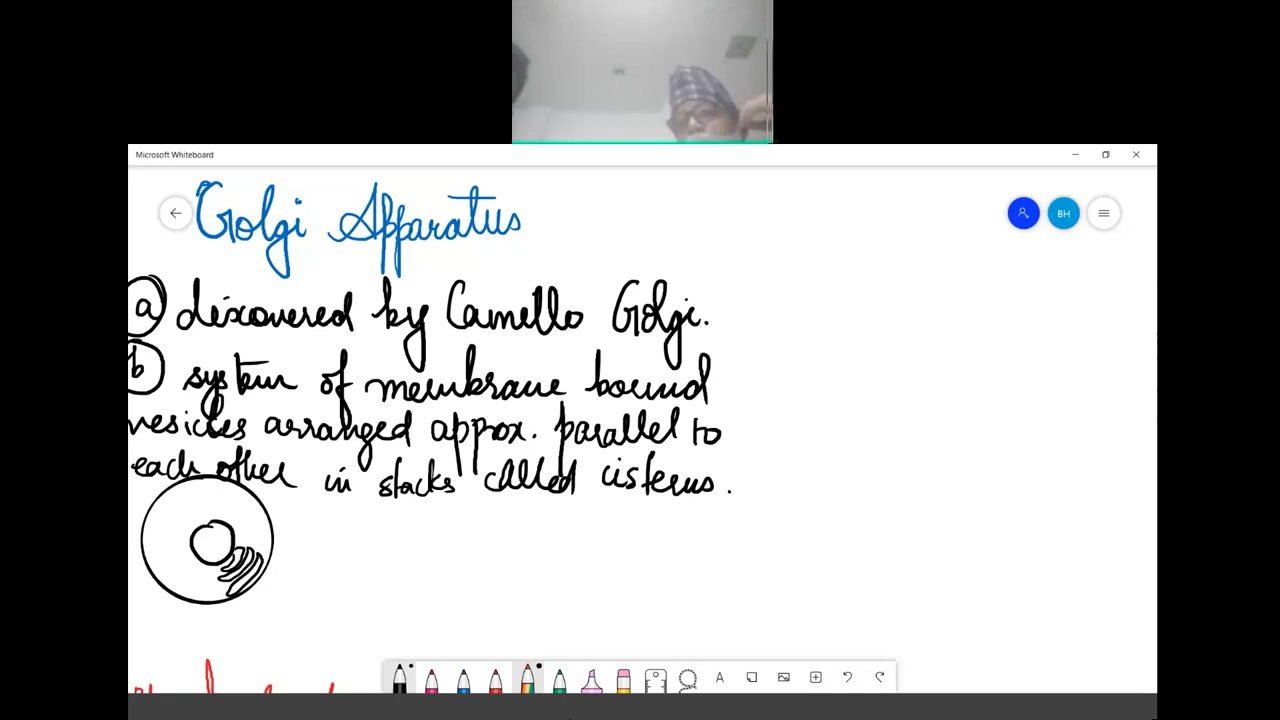 Microsoft Whiteboard
BH
Golgi Apparatus
a discovered by Camello Golgi.
b system of membrane bound
vesicles arranged approx. parallel to
each other in stacks called cisterns.
A